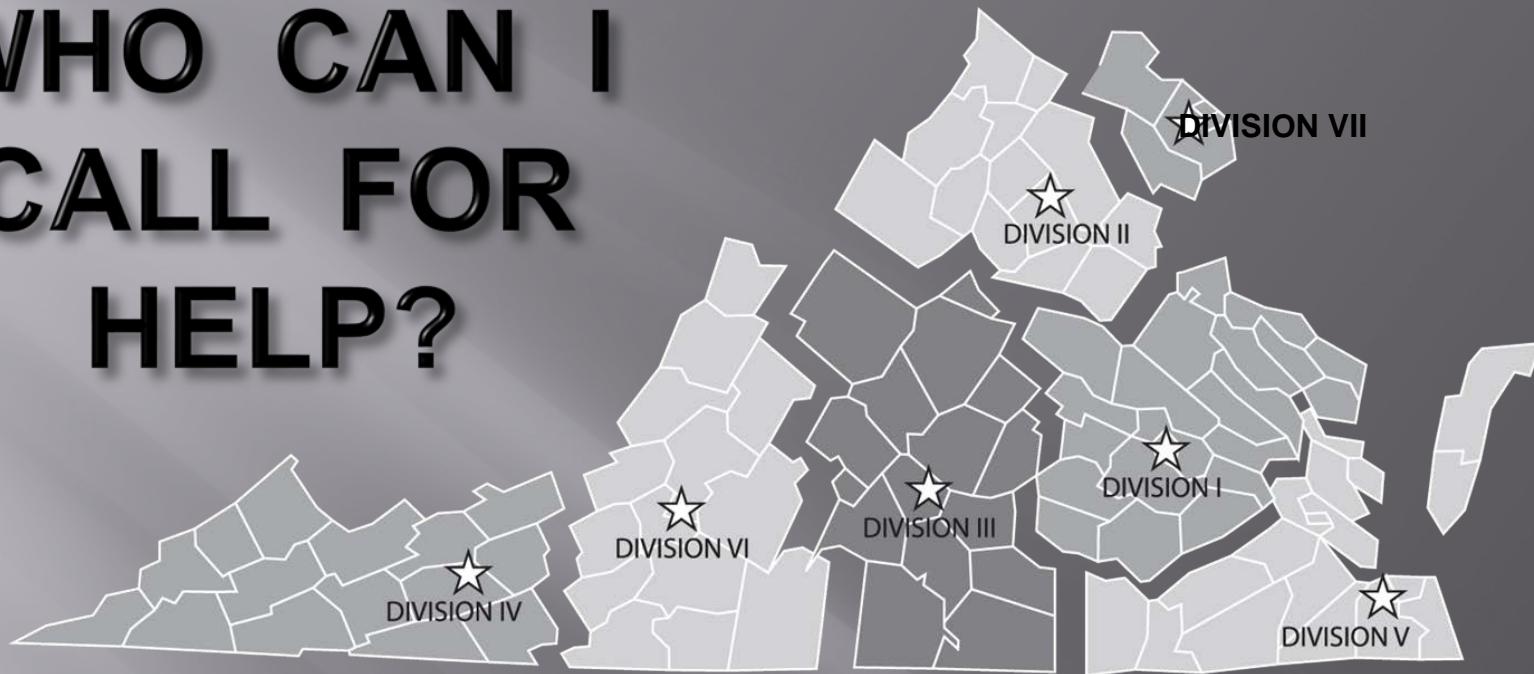 WHO CAN I
CALL FOR
HELP?
DIVISION VII
DIVISION II
DIVISION I
DIVISION III
DIVISION VI
DIVISION IV
DIVISION V